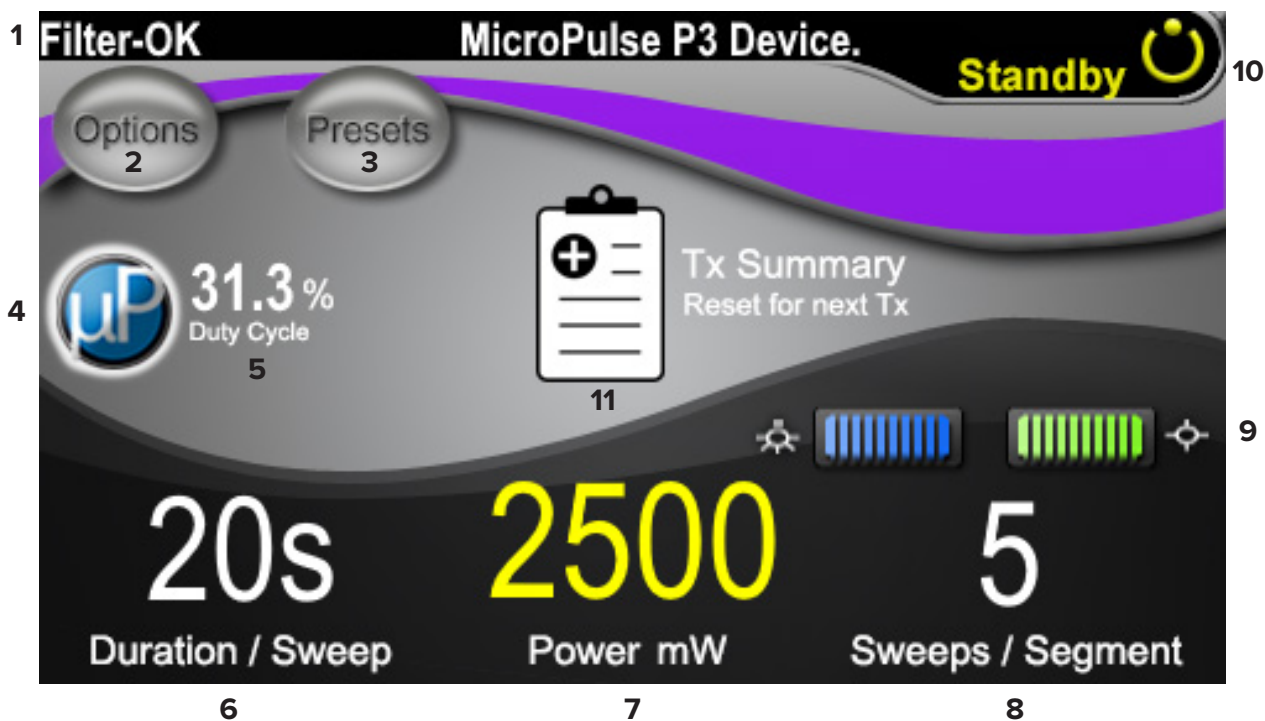 1
Filter-OK
MicroPulse P3 Device.
Standby
10
Options
2
Presets
3
4
µP
31.3 %
Duty Cycle
5
Tx Summary
Reset for next Tx
11
9
20s
2500
5
Duration / Sweep
Power mW
Sweeps / Segment
6
7
8